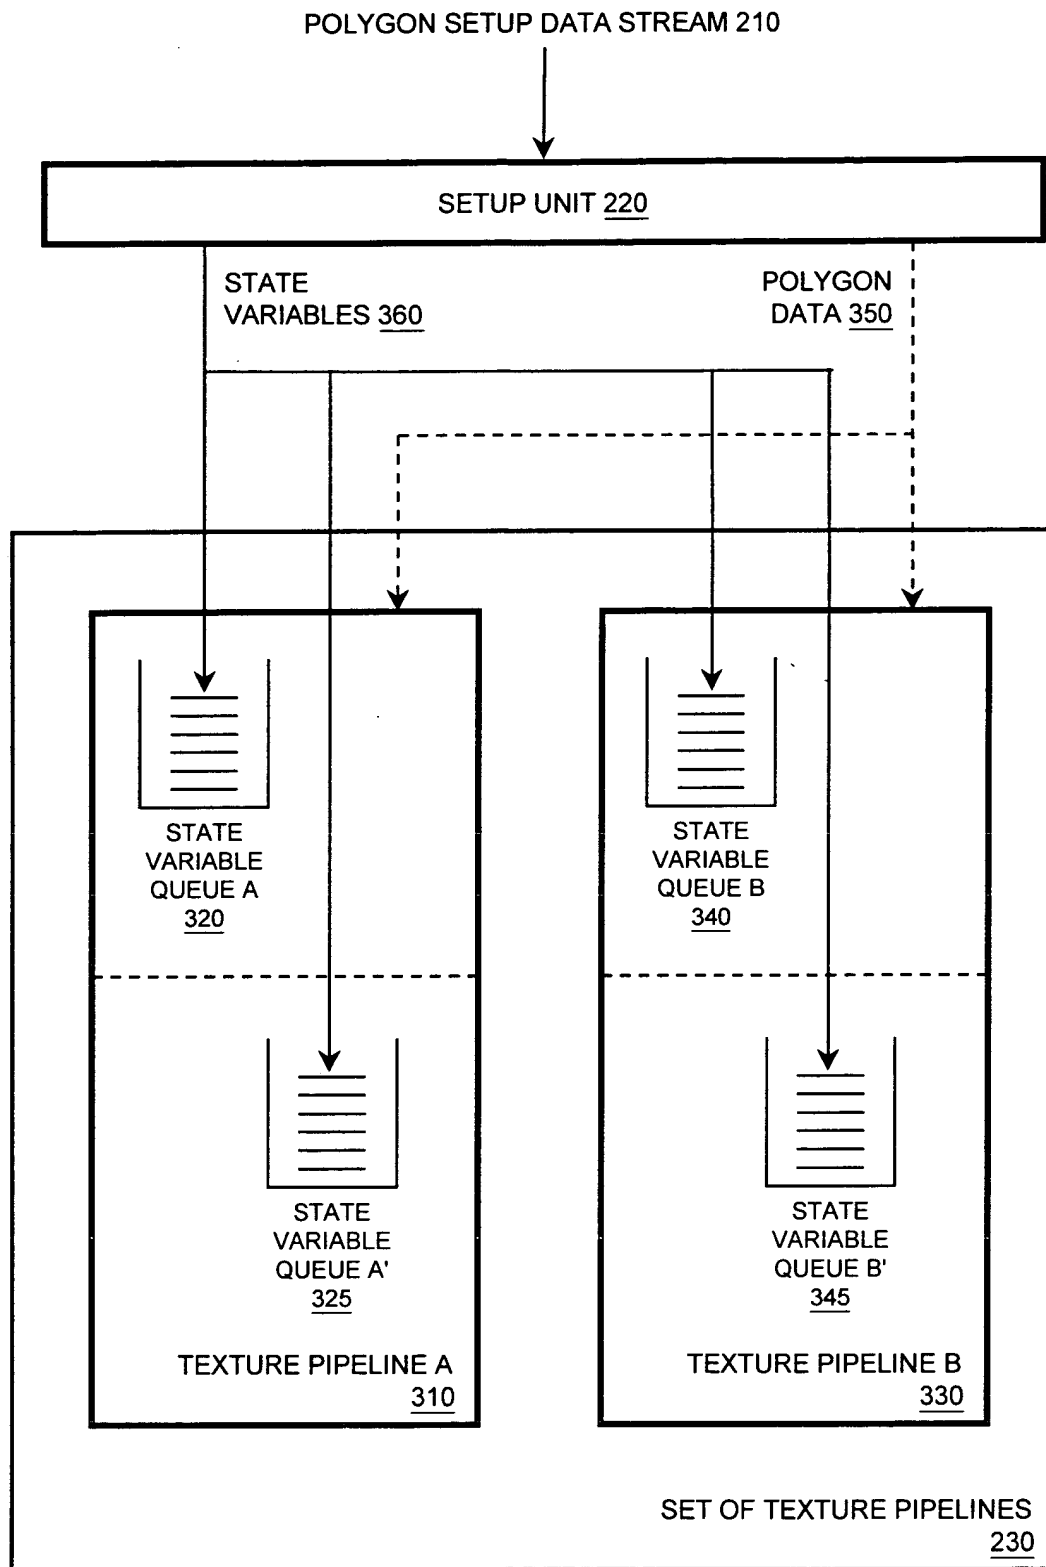 POLYGON SETUP DATA STREAM 210
SETUP UNIT 220
STATE
VARIABLES 360
POLYGON
DATA 350
STATE
VARIABLE
QUEUE A
320
STATE
VARIABLE
QUEUE B
340
STATE
VARIABLE
QUEUE A'
325
STATE
VARIABLE
QUEUE B'
345
TEXTURE PIPELINE A
310
TEXTURE PIPELINE B
330
SET OF TEXTURE PIPELINES
230